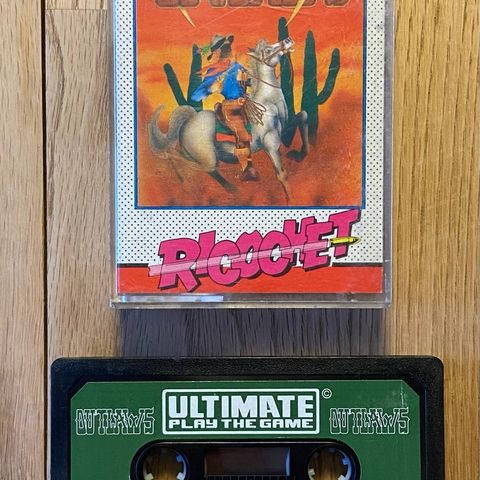 RICOCHET
ULTIMATE ©
PLAY THE GAME
OUTLAWS OUTLAWS